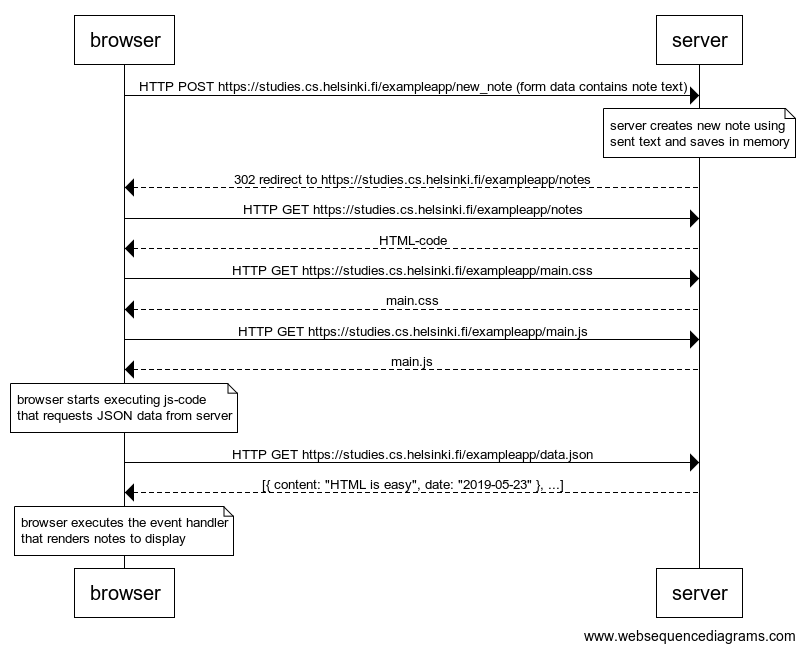 browser
server
HTTP POST https://studies.cs.helsinki.fi/exampleapp/new_note (form data contains note text)
server creates new note using
sent text and saves in memory
302 redirect to https://studies.cs.helsinki.fi/exampleapp/notes
HTTP GET https://studies.cs.helsinki.fi/exampleapp/notes
HTML-code
HTTP GET https://studies.cs.helsinki.fi/exampleapp/main.css
main.css
HTTP GET https://studies.cs.helsinki.fi/exampleapp/main.js
main.js
browser starts executing js-code
that requests JSON data from server
HTTP GET https://studies.cs.helsinki.fi/exampleapp/data.json
[{ content: "HTML is easy", date: "2019-05-23" }, ...]
browser executes the event handler
that renders notes to display
browser
server
www.websequencediagrams.com